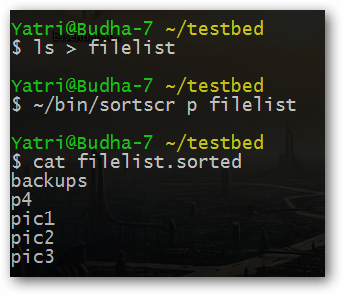 Yatri@Budha-7 ~/testbed
$ ls > filelist
Yatri@Budha-7 ~/testbed
$ ~/bin/sortscr p filelist
Yatri@Budha-7 ~/testbed
$ cat filelist.sorted
backups
p4
pic1
pic2
pic3